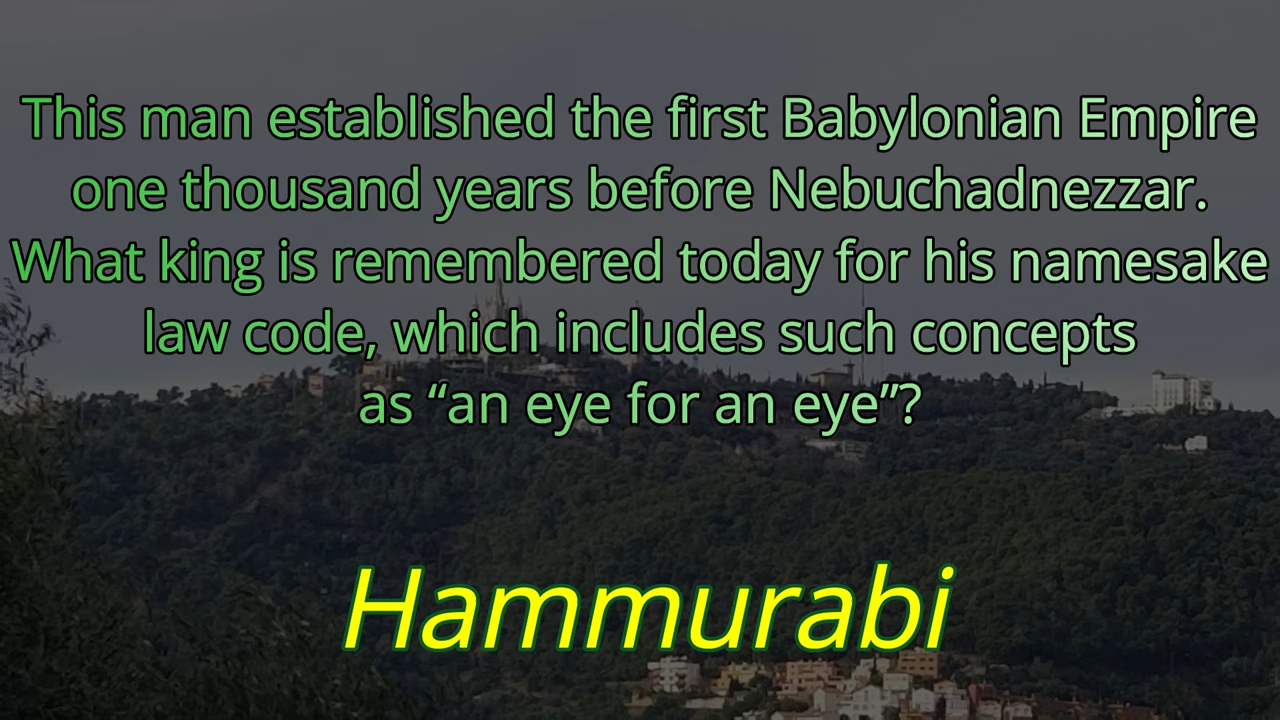 This man established the first Babylonian Empire
one thousand years before Nebuchadnezzar.
What king is remembered today for his namesake
law code, which includes such concepts
as “an eye for an eye”?
Hammurabi